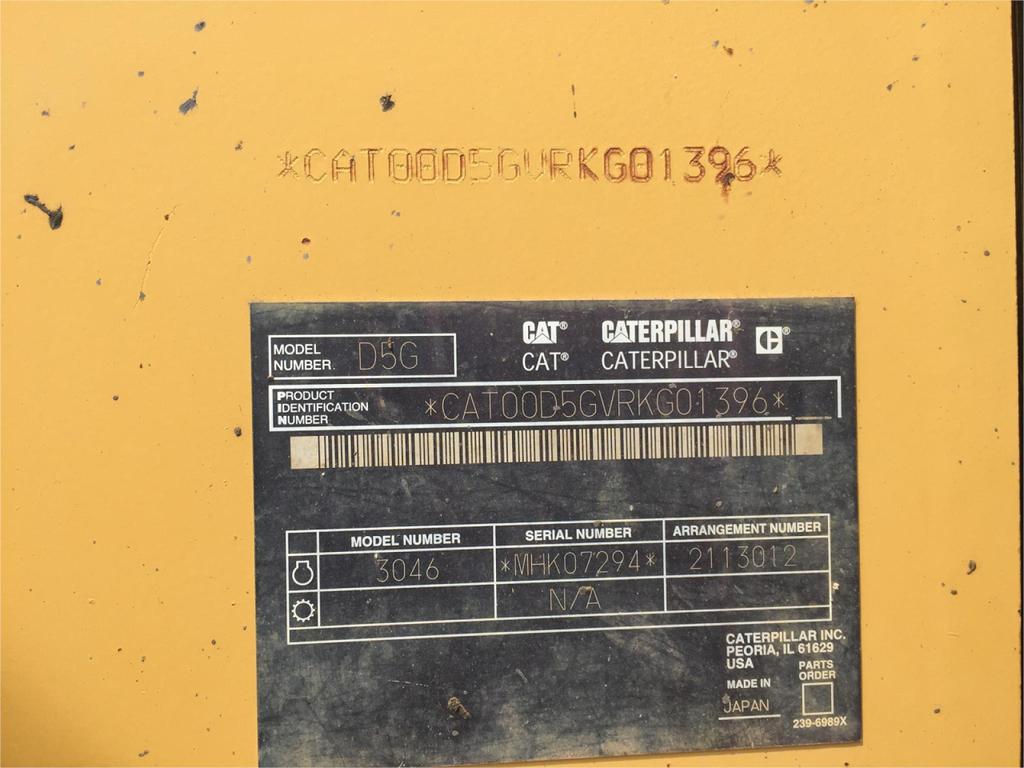 *CAT00D5GVRKG01396*
MODEL NUMBER D5G
CAT® CATERPILLAR® C®
CAT® CATERPILLAR®
PRODUCT IDENTIFICATION NUMBER *CAT00D5GVRKG01396*
MODEL NUMBER SERIAL NUMBER ARRANGEMENT NUMBER
3046 *MHK07294* 2113012
N/A
CATERPILLAR INC.
PEORIA, IL 61629
USA
PARTS ORDER
MADE IN
JAPAN
239-6989X